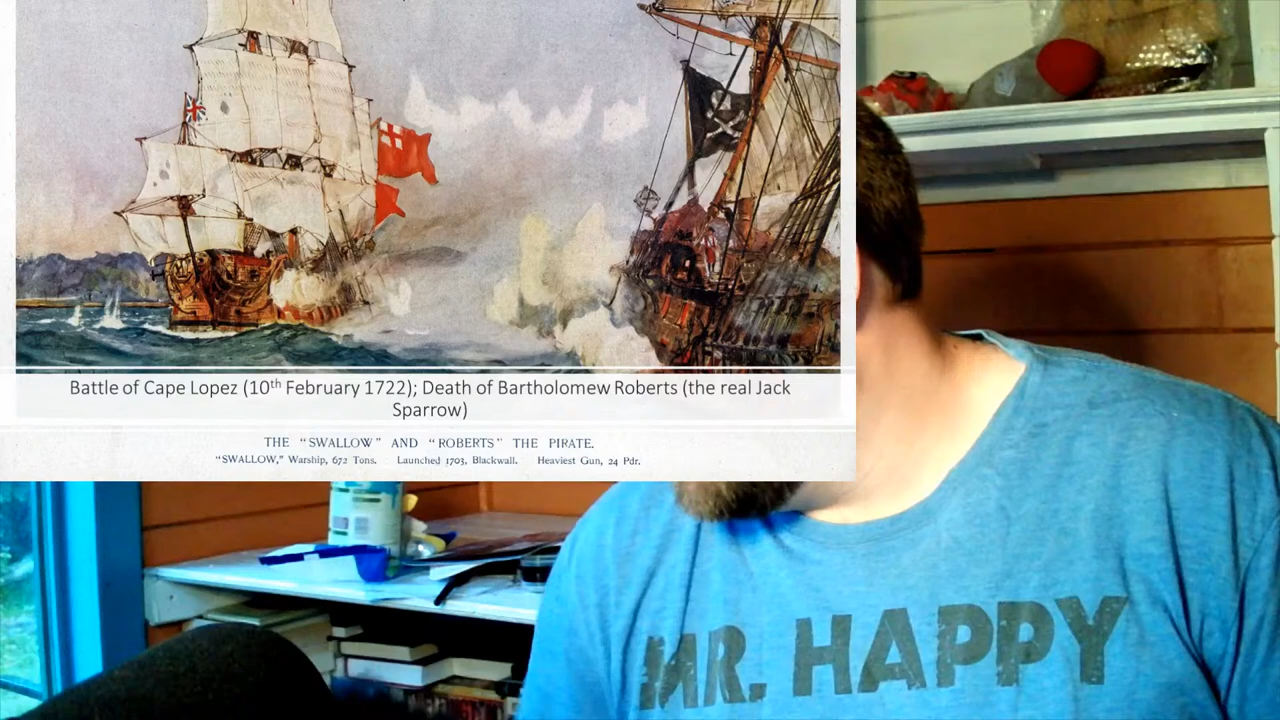 Battle of Cape Lopez (10th February 1722); Death of Bartholomew Roberts (the real Jack
Sparrow)
THE “SWALLOW” AND “ROBERTS” THE PIRATE.
“SWALLOW,” Warship, 672 Tons. Launched 1703, Blackwall. Heaviest Gun, 24 Pdr.
MR. HAPPY